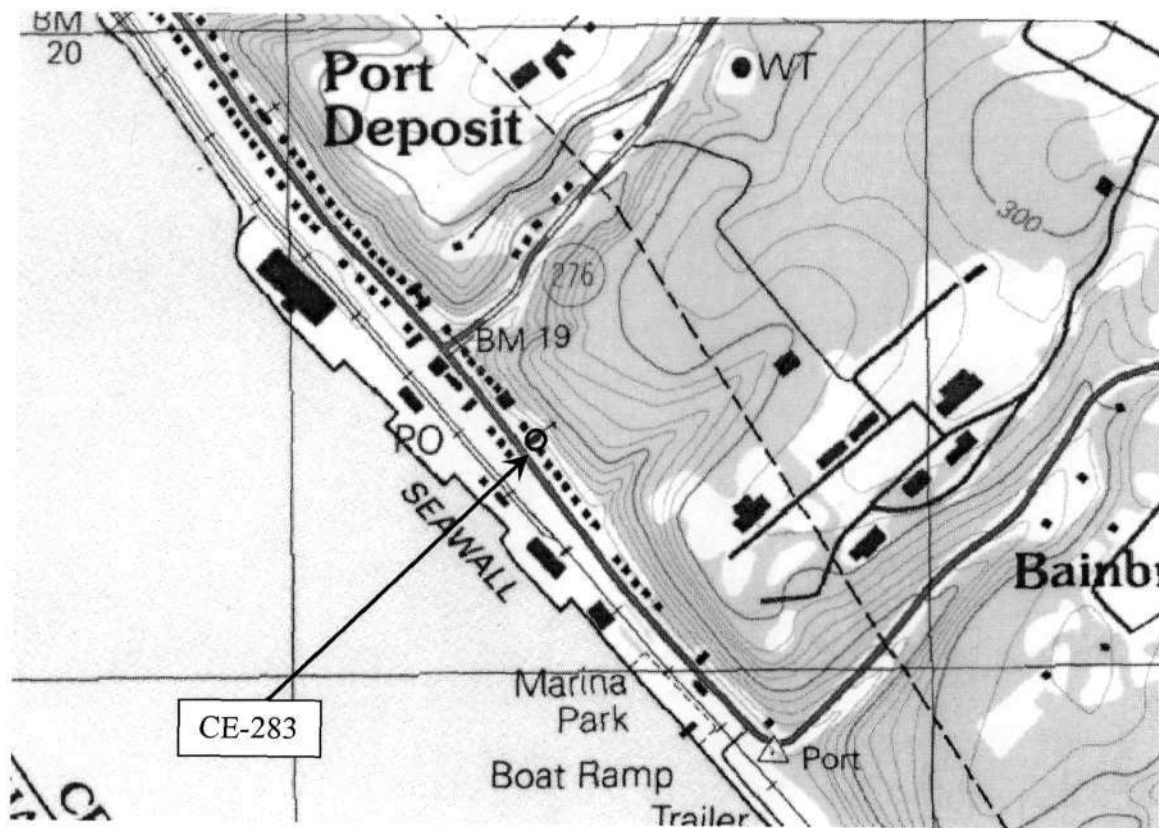 BM
20
Port
Deposit
WT
300
276
BM 19
PO
SEAWALL
Bainbr
CE-283
Marina
Park
Boat Ramp
Port
Trailer